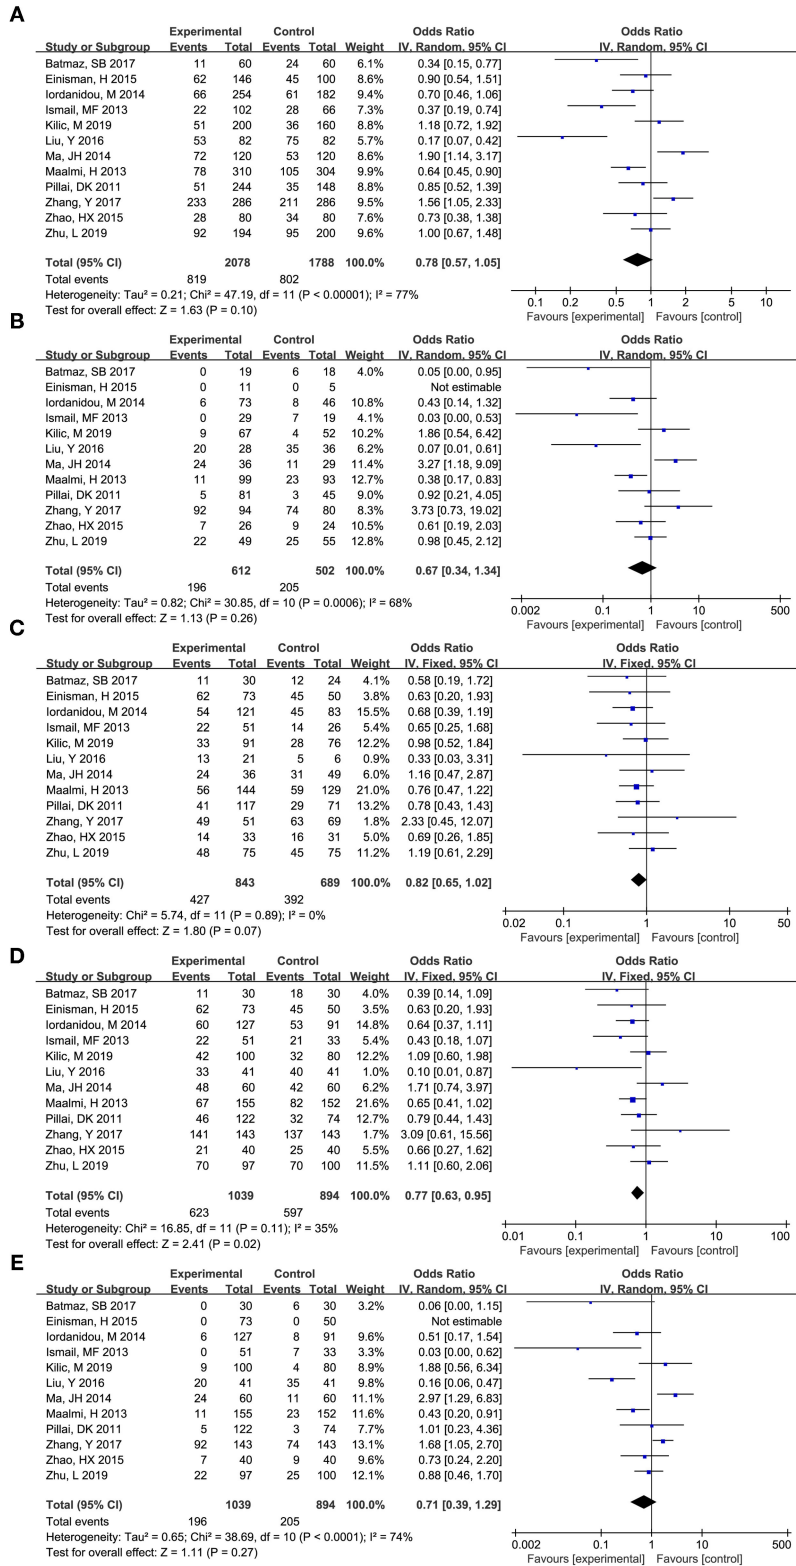 A
Experimental Control Odds Ratio Odds Ratio
Study or Subgroup Events Total Events Total Weight IV, Random, 95% CI IV, Random, 95% CI
Batmaz, SB 2017 11 60 24 60 6.1% 0.34 [0.15, 0.77]
Einisman, H 2015 62 146 45 100 8.6% 0.90 [0.54, 1.51]
Iordanidou, M 2014 66 254 61 182 9.4% 0.70 [0.46, 1.06]
Ismail, MF 2013 22 102 28 66 7.3% 0.37 [0.19, 0.74]
Kilic, M 2019 51 200 36 160 8.8% 1.18 [0.72, 1.92]
Liu, Y 2016 53 82 75 82 5.7% 0.17 [0.07, 0.42]
Ma, JH 2014 72 120 53 120 8.6% 1.90 [1.14, 3.17]
Maalmi, H 2013 78 310 105 304 9.9% 0.64 [0.45, 0.90]
Pillai, DK 2011 51 244 35 148 8.9% 0.85 [0.52, 1.39]
Zhang, Y 2017 233 286 211 286 9.5% 1.56 [1.05, 2.33]
Zhao, HX 2015 28 80 34 80 7.6% 0.73 [0.38, 1.38]
Zhu, L 2019 92 194 95 200 9.6% 1.00 [0.67, 1.48]
Total (95% CI) 2078 1788 100.0% 0.78 [0.57, 1.05]
Total events 819 802
Heterogeneity: Tau² = 0.21; Chi² = 47.19, df = 11 (P < 0.00001); I² = 77%
Test for overall effect: Z = 1.63 (P = 0.10)
0.1 0.2 0.5 1 2 5 10
Favours [experimental] Favours [control]
B
Experimental Control Odds Ratio Odds Ratio
Study or Subgroup Events Total Events Total Weight IV, Random, 95% CI IV, Random, 95% CI
Batmaz, SB 2017 0 19 6 18 4.0% 0.05 [0.00, 0.95]
Einisman, H 2015 0 11 0 5 Not estimable
Iordanidou, M 2014 6 73 8 46 10.8% 0.43 [0.14, 1.32]
Ismail, MF 2013 0 29 7 19 4.1% 0.03 [0.00, 0.53]
Kilic, M 2019 9 67 4 52 10.2% 1.86 [0.54, 6.42]
Liu, Y 2016 20 28 35 36 6.2% 0.07 [0.01, 0.61]
Ma, JH 2014 24 36 11 29 11.4% 3.27 [1.18, 9.09]
Maalmi, H 2013 11 99 23 93 12.7% 0.38 [0.17, 0.83]
Pillai, DK 2011 5 81 3 45 9.0% 0.92 [0.21, 4.05]
Zhang, Y 2017 92 94 74 80 8.3% 3.73 [0.73, 19.02]
Zhao, HX 2015 7 26 9 24 10.5% 0.61 [0.19, 2.03]
Zhu, L 2019 22 49 25 55 12.8% 0.98 [0.45, 2.12]
Total (95% CI) 612 502 100.0% 0.67 [0.34, 1.34]
Total events 196 205
Heterogeneity: Tau² = 0.82; Chi² = 30.85, df = 10 (P = 0.0006); I² = 68%
Test for overall effect: Z = 1.13 (P = 0.26)
0.002 0.1 1 10 500
Favours [experimental] Favours [control]
C
Experimental Control Odds Ratio Odds Ratio
Study or Subgroup Events Total Events Total Weight IV, Fixed, 95% CI IV, Fixed, 95% CI
Batmaz, SB 2017 11 30 12 24 4.1% 0.58 [0.19, 1.72]
Einisman, H 2015 62 73 45 50 3.8% 0.63 [0.20, 1.93]
Iordanidou, M 2014 54 121 45 83 15.5% 0.68 [0.39, 1.19]
Ismail, MF 2013 22 51 14 26 5.4% 0.65 [0.25, 1.68]
Kilic, M 2019 33 91 28 76 12.2% 0.98 [0.52, 1.84]
Liu, Y 2016 13 21 5 6 0.9% 0.33 [0.03, 3.31]
Ma, JH 2014 24 36 31 49 6.0% 1.16 [0.47, 2.87]
Maalmi, H 2013 56 144 59 129 21.0% 0.76 [0.47, 1.22]
Pillai, DK 2011 41 117 29 71 13.2% 0.78 [0.43, 1.43]
Zhang, Y 2017 49 51 63 69 1.8% 2.33 [0.45, 12.07]
Zhao, HX 2015 14 33 16 31 5.0% 0.69 [0.26, 1.85]
Zhu, L 2019 48 75 45 75 11.2% 1.19 [0.61, 2.29]
Total (95% CI) 843 689 100.0% 0.82 [0.65, 1.02]
Total events 427 392
Heterogeneity: Chi² = 5.74, df = 11 (P = 0.89); I² = 0%
Test for overall effect: Z = 1.80 (P = 0.07)
0.02 0.1 1 10 50
Favours [experimental] Favours [control]
D
Experimental Control Odds Ratio Odds Ratio
Study or Subgroup Events Total Events Total Weight IV, Fixed, 95% CI IV, Fixed, 95% CI
Batmaz, SB 2017 11 30 18 30 4.0% 0.39 [0.14, 1.09]
Einisman, H 2015 62 73 45 50 3.3% 0.63 [0.20, 1.93]
Iordanidou, M 2014 60 127 53 91 14.8% 0.64 [0.37, 1.11]
Ismail, MF 2013 22 51 21 33 5.4% 0.43 [0.18, 1.07]
Kilic, M 2019 42 100 32 80 12.2% 1.09 [0.60, 1.98]
Liu, Y 2016 33 41 40 41 1.0% 0.10 [0.01, 0.87]
Ma, JH 2014 48 60 42 60 6.2% 1.71 [0.74, 3.97]
Maalmi, H 2013 67 155 82 152 21.6% 0.65 [0.41, 1.02]
Pillai, DK 2011 46 122 32 74 12.7% 0.79 [0.44, 1.43]
Zhang, Y 2017 141 143 137 143 1.7% 3.09 [0.61, 15.56]
Zhao, HX 2015 21 40 25 40 5.5% 0.66 [0.27, 1.62]
Zhu, L 2019 70 97 70 100 11.5% 1.11 [0.60, 2.06]
Total (95% CI) 1039 894 100.0% 0.77 [0.63, 0.95]
Total events 623 597
Heterogeneity: Chi² = 16.85, df = 11 (P = 0.11); I² = 35%
Test for overall effect: Z = 2.41 (P = 0.02)
0.01 0.1 1 10 100
Favours [experimental] Favours [control]
E
Experimental Control Odds Ratio Odds Ratio
Study or Subgroup Events Total Events Total Weight IV, Random, 95% CI IV, Random, 95% CI
Batmaz, SB 2017 0 30 6 30 3.2% 0.06 [0.00, 1.15]
Einisman, H 2015 0 73 0 50 Not estimable
Iordanidou, M 2014 6 127 8 91 9.6% 0.51 [0.17, 1.54]
Ismail, MF 2013 0 51 7 33 3.3% 0.03 [0.00, 0.62]
Kilic, M 2019 9 100 4 80 8.9% 1.88 [0.56, 6.34]
Liu, Y 2016 20 41 35 41 9.9% 0.16 [0.06, 0.47]
Ma, JH 2014 24 60 11 60 11.1% 2.97 [1.29, 6.83]
Maalmi, H 2013 11 155 23 152 11.6% 0.43 [0.20, 0.91]
Pillai, DK 2011 5 122 3 74 7.7% 1.01 [0.23, 4.36]
Zhang, Y 2017 92 143 74 143 13.1% 1.68 [1.05, 2.70]
Zhao, HX 2015 7 40 9 40 9.6% 0.73 [0.24, 2.20]
Zhu, L 2019 22 97 25 100 12.1% 0.88 [0.46, 1.70]
Total (95% CI) 1039 894 100.0% 0.71 [0.39, 1.29]
Total events 196 205
Heterogeneity: Tau² = 0.65; Chi² = 38.69, df = 10 (P < 0.0001); I² = 74%
Test for overall effect: Z = 1.11 (P = 0.27)
0.002 0.1 1 10 500
Favours [experimental] Favours [control]